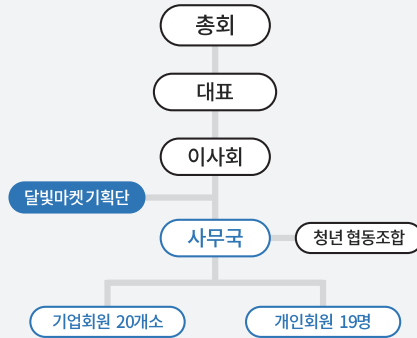 총회
대표
이사회
달빛마켓 기획단
사무국
청년 협동조합
기업회원 20개소
개인회원 19명